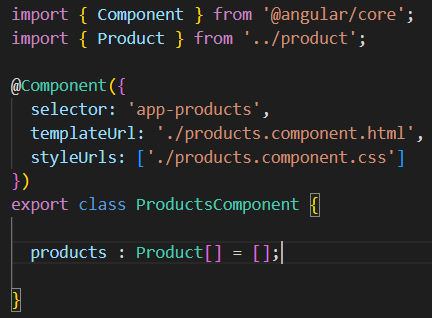 import { Component } from '@angular/core';
import { Product } from '../product';
@Component({
  selector: 'app-products',
  templateUrl: './products.component.html',
  styleUrls: ['./products.component.css']
})
export class ProductsComponent {
  products : Product[] = [];
}